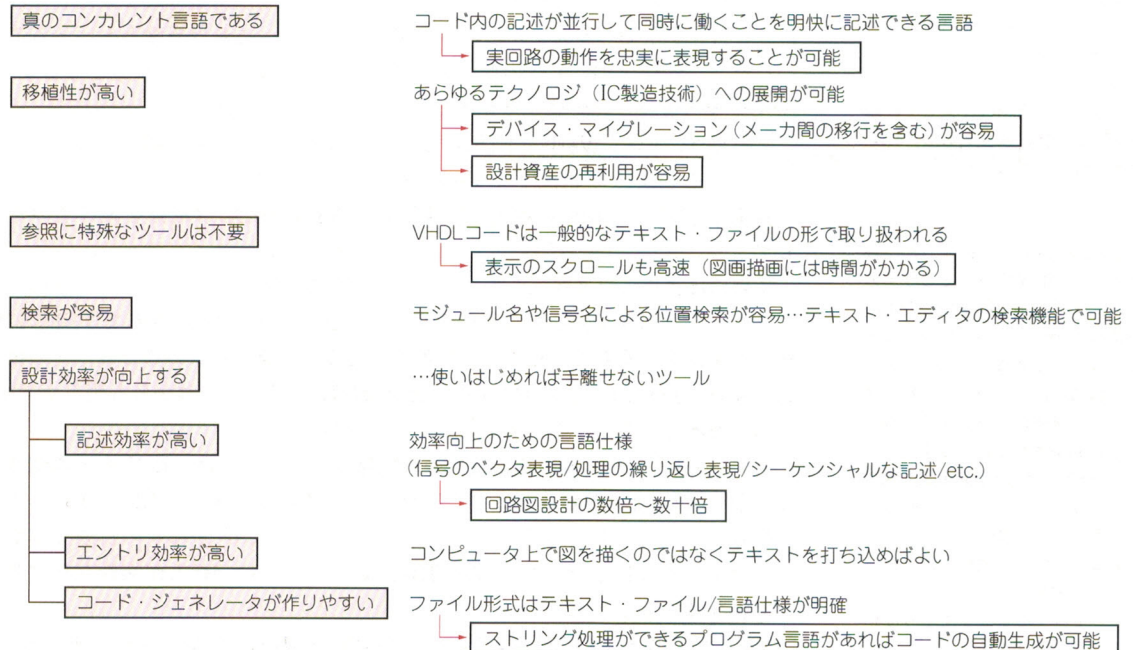 真のコンカレント言語である
コード内の記述が並行して同時に働くことを明快に記述できる言語
実回路の動作を忠実に表現することが可能
移植性が高い
あらゆるテクノロジ（IC製造技術）への展開が可能
デバイス・マイグレーション（メーカ間の移行を含む）が容易
設計資産の再利用が容易
参照に特殊なツールは不要
VHDLコードは一般的なテキスト・ファイルの形で取り扱われる
表示のスクロールも高速（図画描画には時間がかかる）
検索が容易
モジュール名や信号名による位置検索が容易…テキスト・エディタの検索機能で可能
設計効率が向上する
…使いはじめれば手離せないツール
記述効率が高い
効率向上のための言語仕様
（信号のベクタ表現/処理の繰り返し表現/シーケンシャルな記述/etc.）
回路図設計の数倍～数十倍
エントリ効率が高い
コンピュータ上で図を描くのではなくテキストを打ち込めばよい
コード・ジェネレータが作りやすい
ファイル形式はテキスト・ファイル/言語仕様が明確
ストリング処理ができるプログラム言語があればコードの自動生成が可能